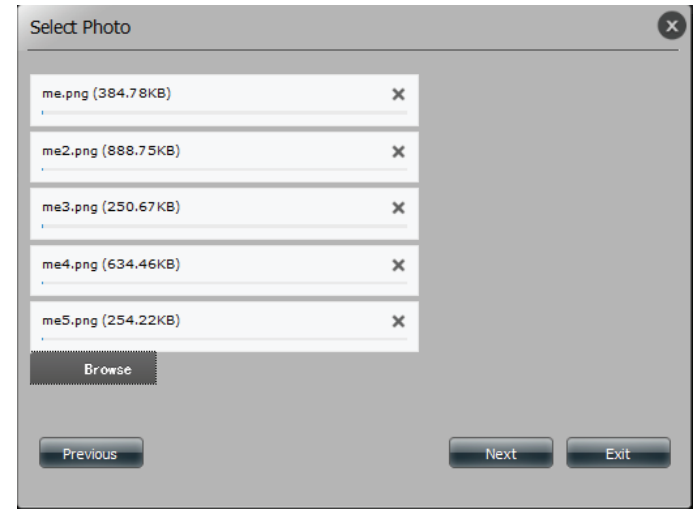 Select Photo
me.png (384.78KB)
me2.png (888.75KB)
me3.png (250.67KB)
me4.png (634.46KB)
me5.png (254.22KB)
Browse
Previous Next Exit